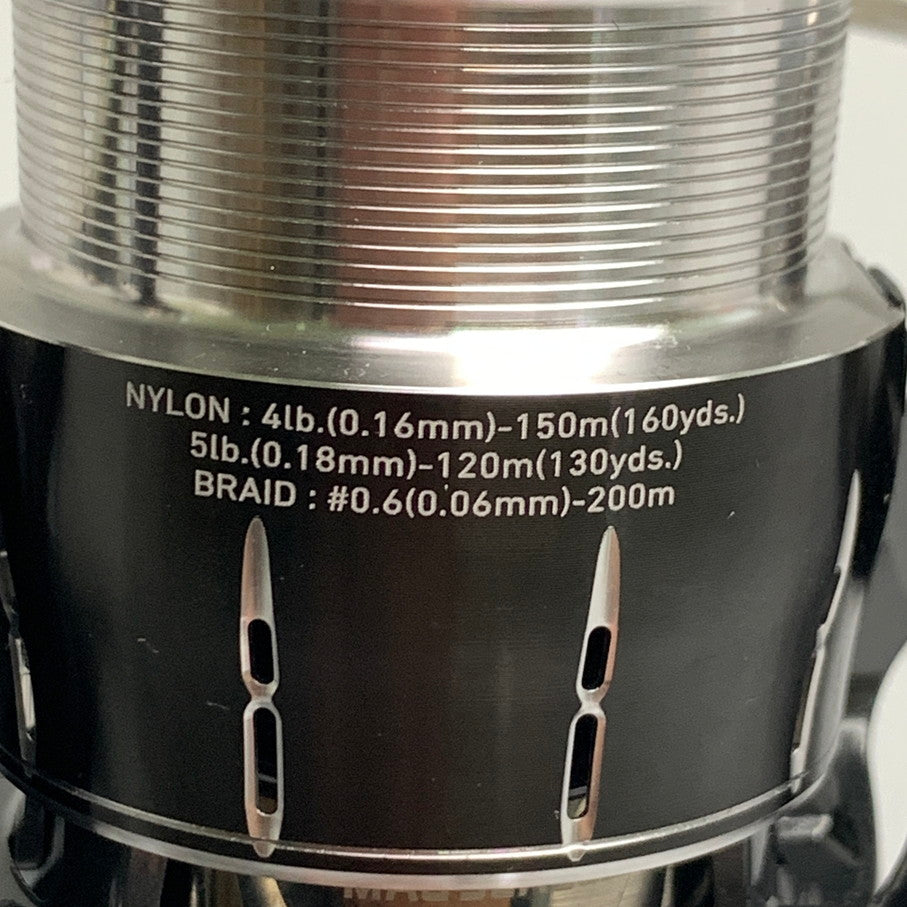 NYLON : 4lb.(0.16mm)-150m(160yds.)
5lb.(0.18mm)-120m(130yds.)
BRAID : #0.6(0.06mm)-200m